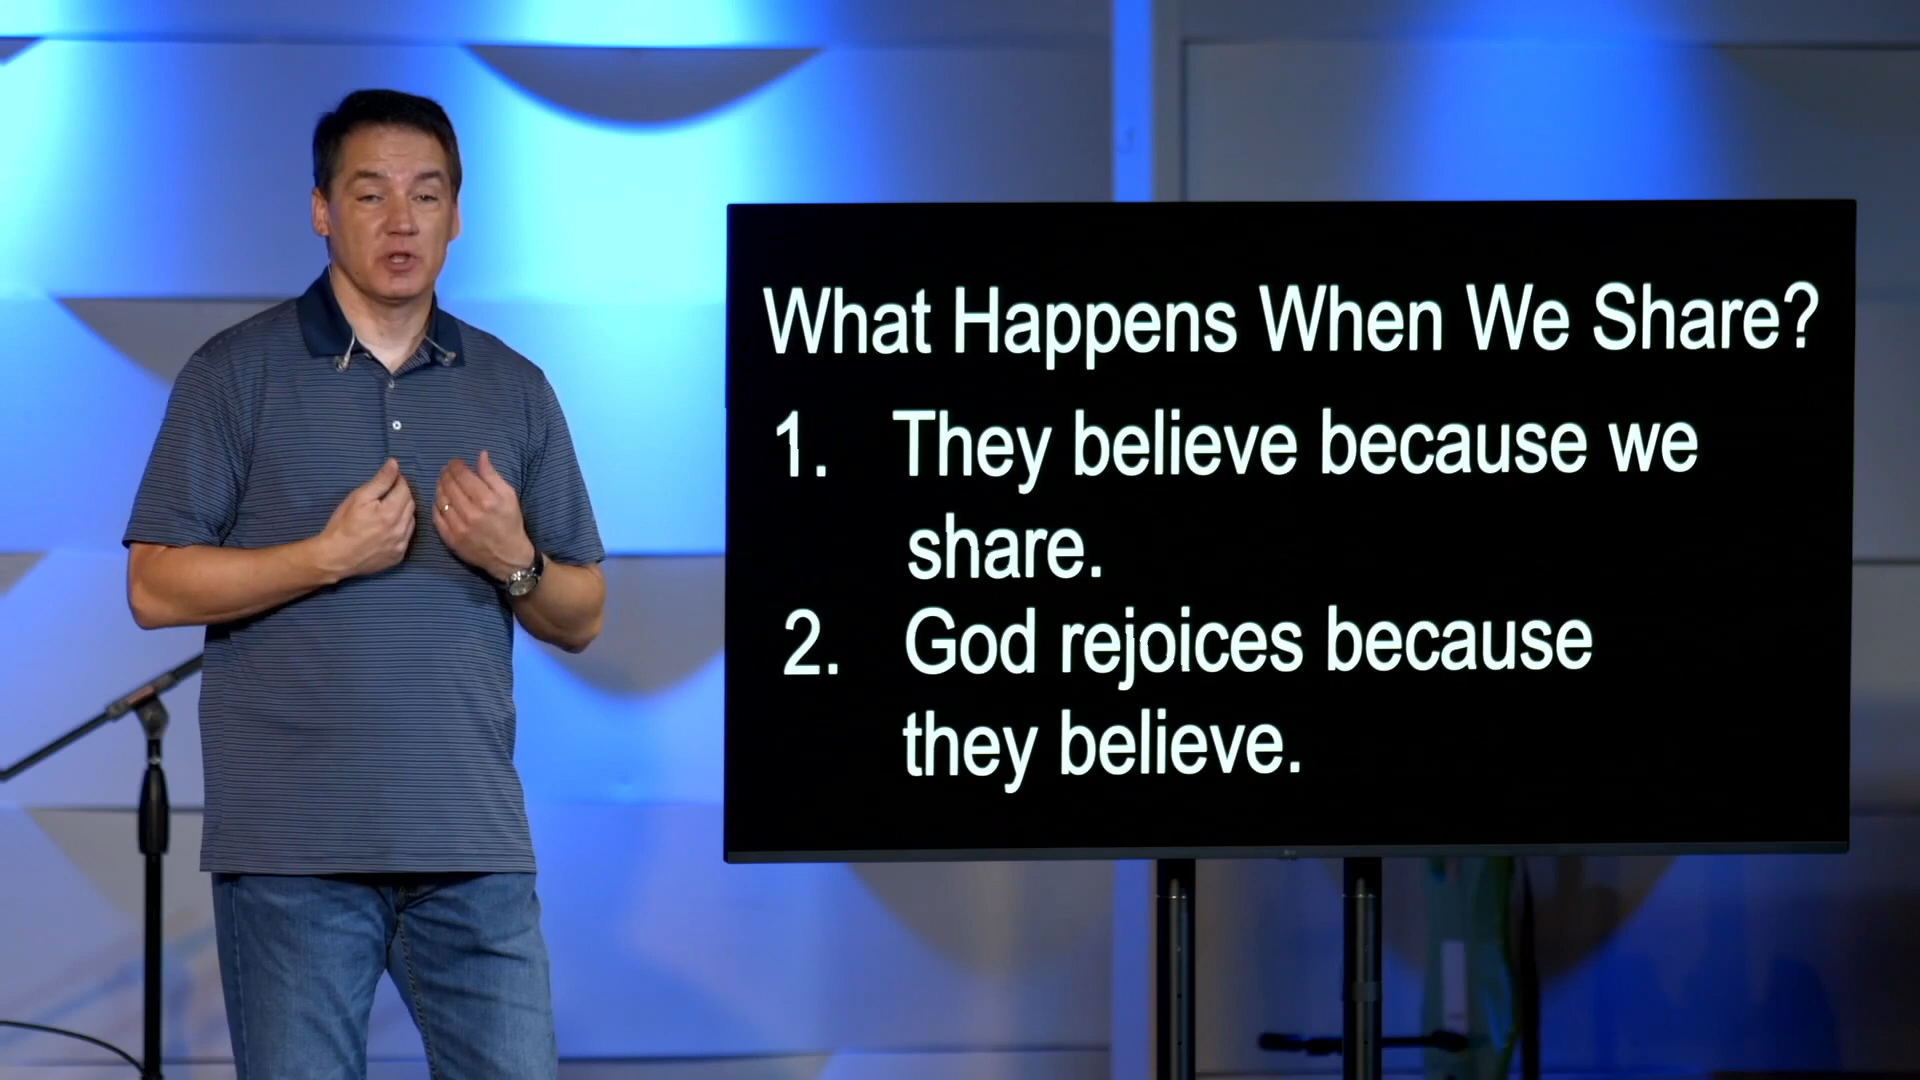 What Happens When We Share?
1. They believe because we
share.
2. God rejoices because
they believe.